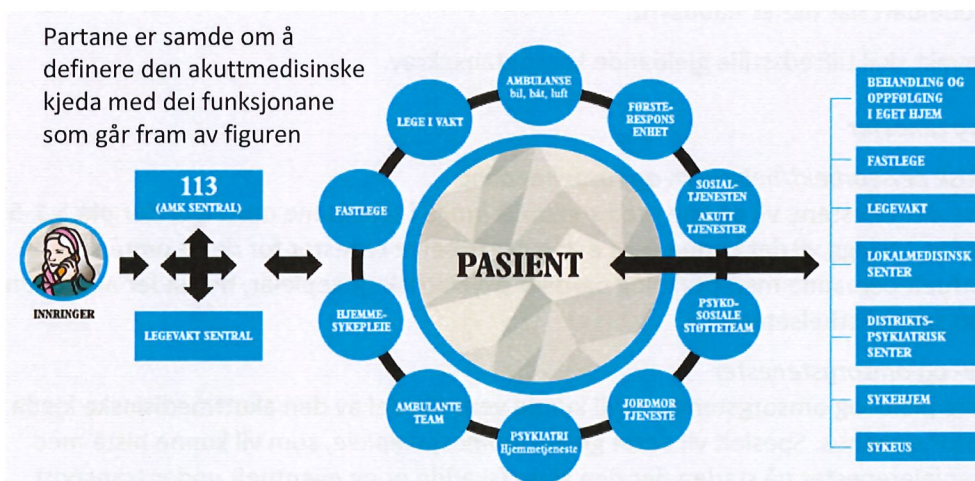 Partane er samde om å
definere den akuttmedisinske
kjeda med dei funksjonane
som går fram av figuren
113
(AMK SENTRAL)
INNRINGER
LEGEVAKT SENTRAL
AMBULANSE
bil, båt, luft
FØRSTE-
RESPONS
ENHET
SOSIAL-
TJENESTEN
AKUTT
TJENESTER
PSYKO-
SOSIALE
STØTTETEAM
JORDMOR
TJENESTE
PSYKIATRI
Hjemmetjeneste
AMBULANTE
TEAM
HJEMME-
SYKEPLEIE
FASTLEGE
LEGE I VAKT
PASIENT
BEHANDLING OG
OPPFØLGING
I EGET HJEM
FASTLEGE
LEGEVAKT
LOKALMEDISINSK
SENTER
DISTRIKTS-
PSYKIATRISK
SENTER
SYKEHJEM
SYKEUS